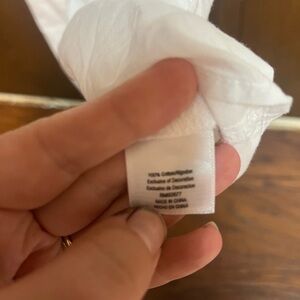 100% Cotton/Algodon
Exclusive of Decoration
Exclusivo de Decoracion
MADE IN CHINA
HECHO EN CHINA